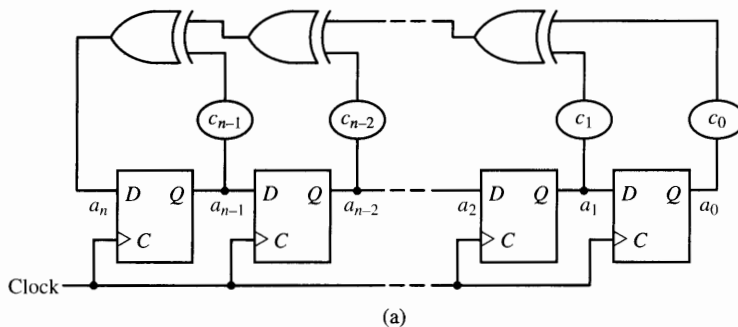 c_{n–1} c_{n–2} c_1 c_0
D Q D Q D Q D Q
a_n a_{n–1} a_{n–2} a_2 a_1 a_0
C C C C
Clock
(a)